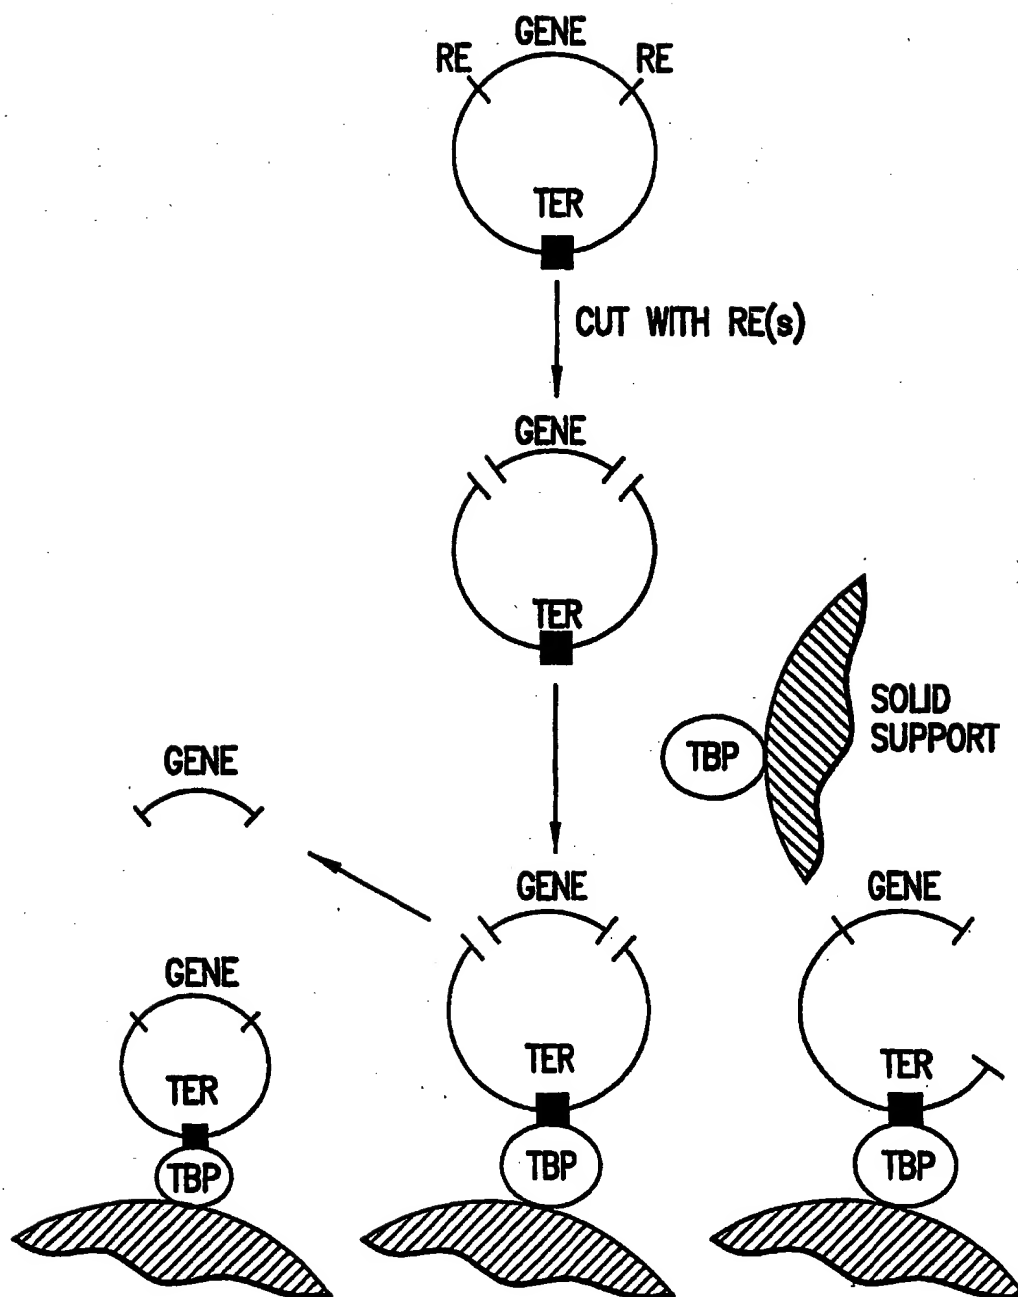 GENE
RE
RE
TER
CUT WITH RE(s)
GENE
TER
SOLID
SUPPORT
TBP
GENE
GENE
GENE
GENE
TER
TER
TER
TBP
TBP
TBP